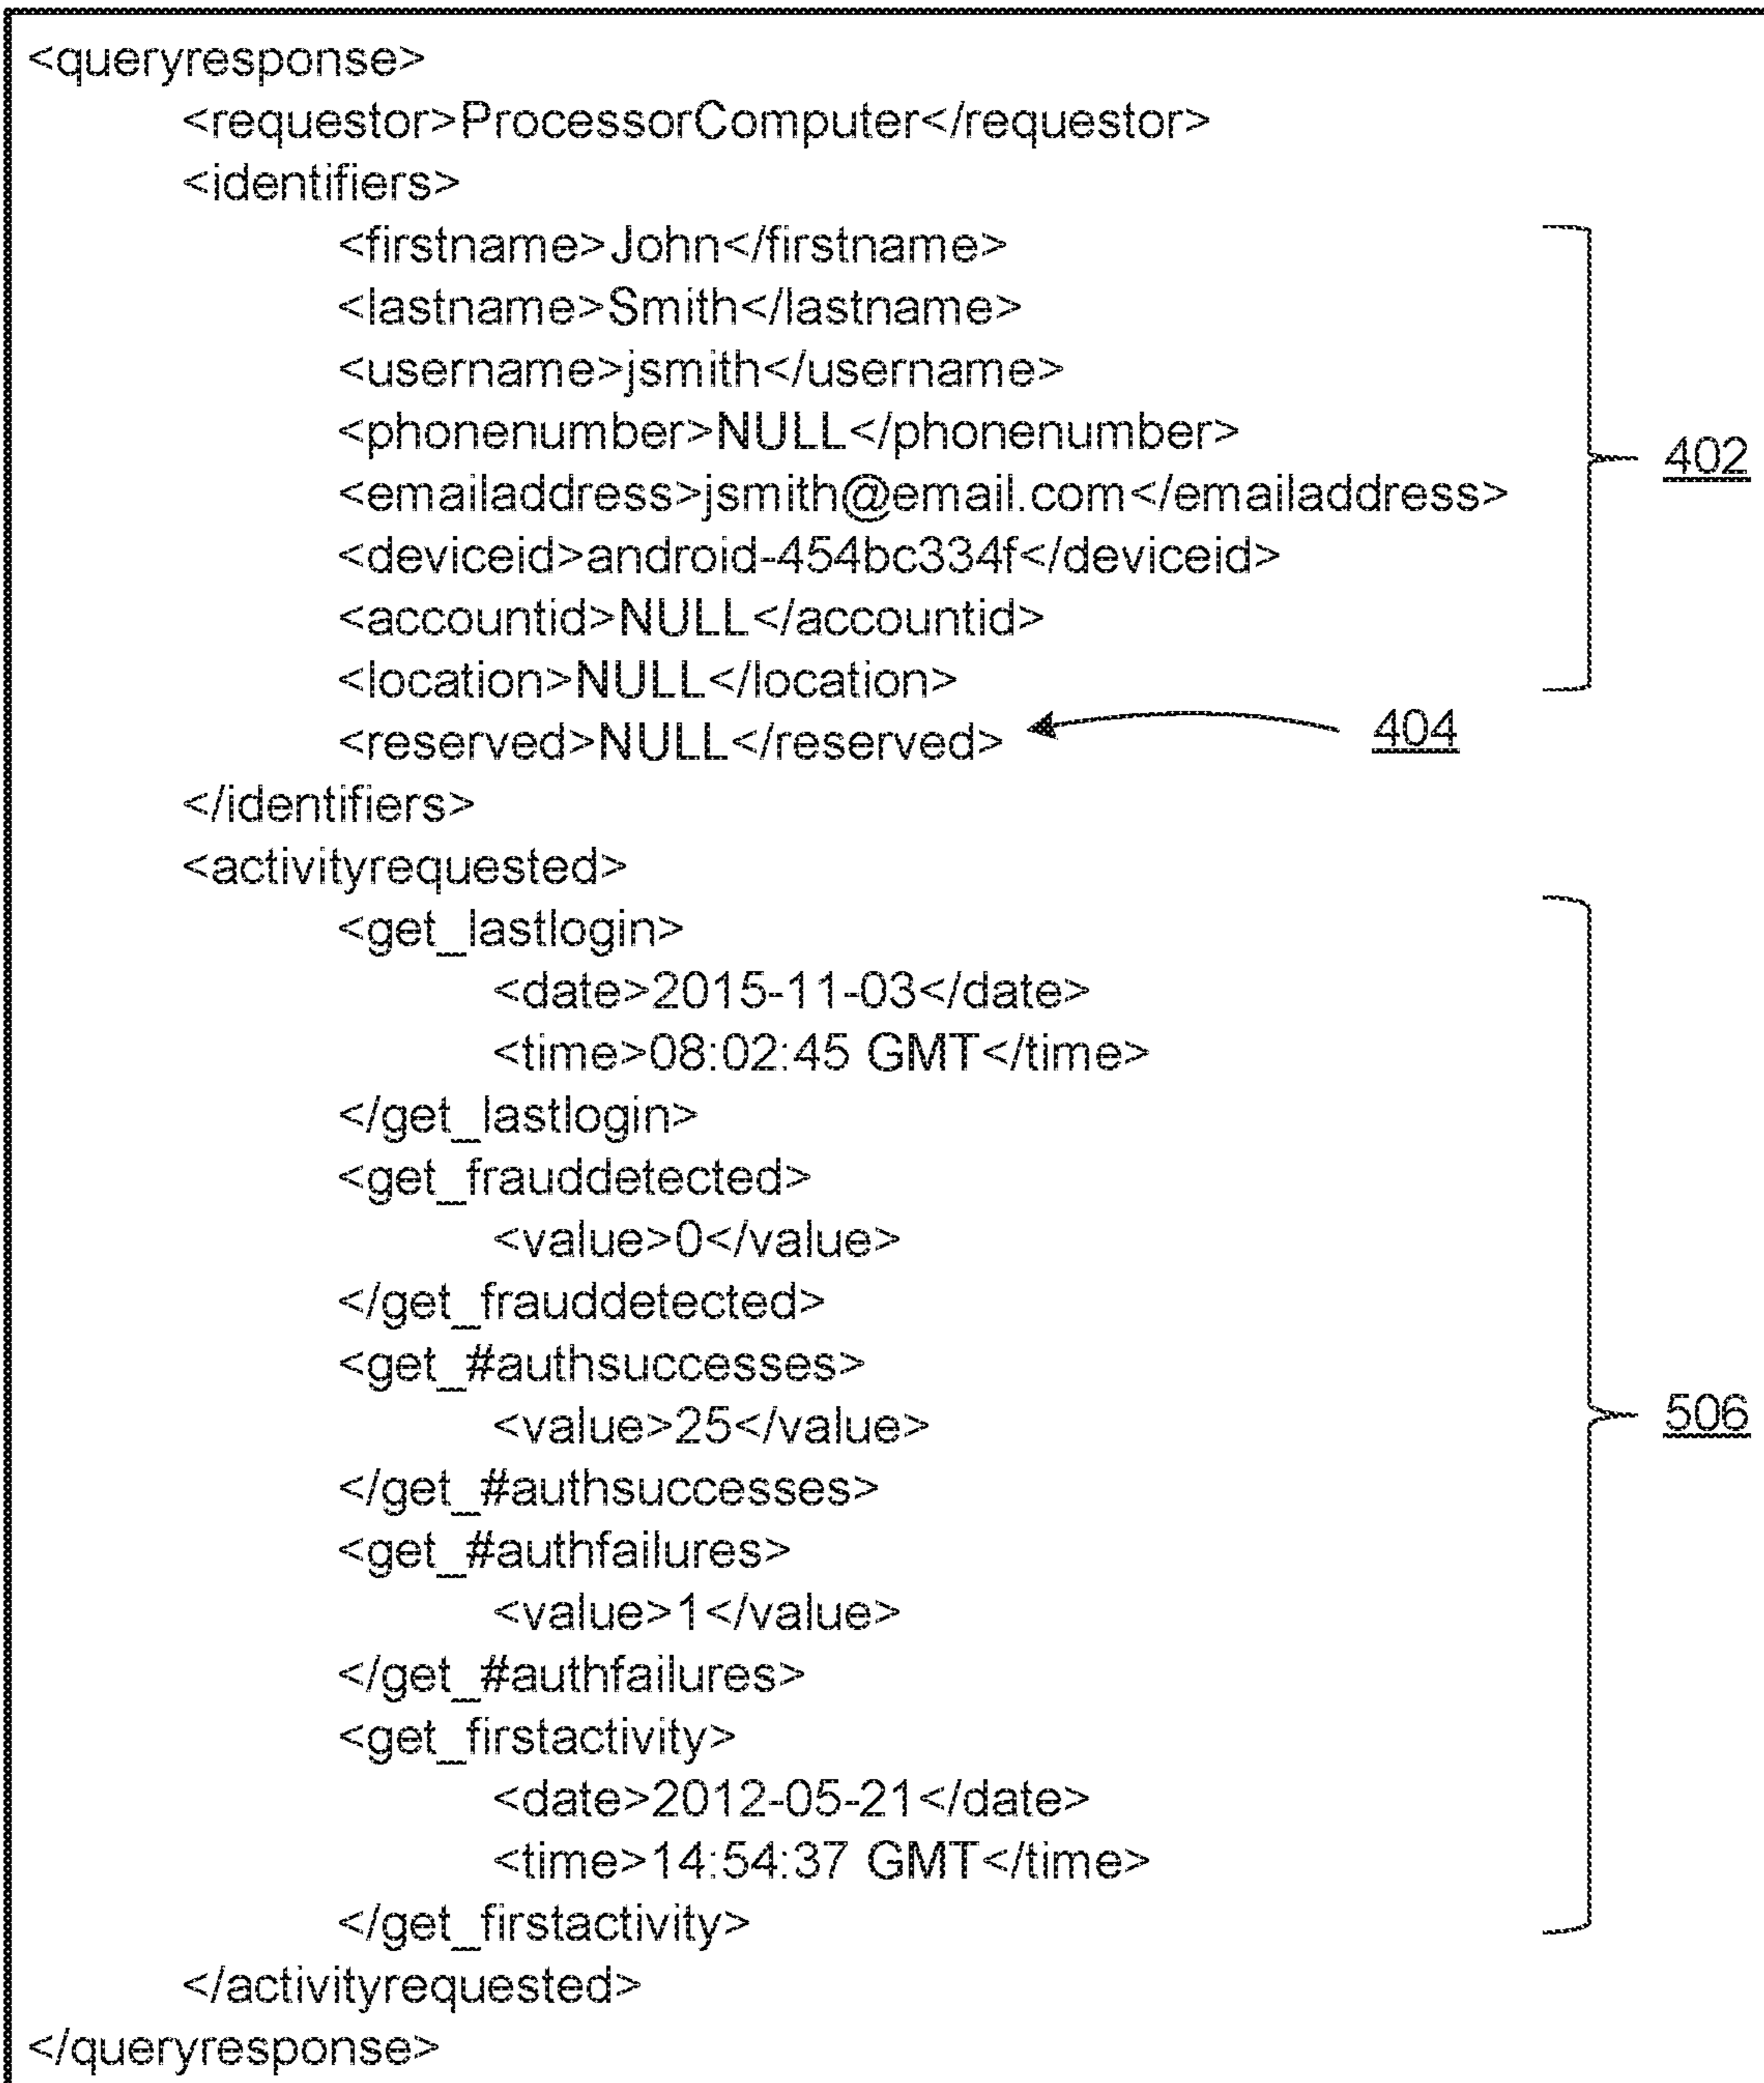 <queryresponse>
<requestor>ProcessorComputer</requestor>
<identifiers>
<firstname>John</firstname>
<lastname>Smith</lastname>
<username>jsmith</username>
<phonenumber>NULL</phonenumber>
402
<emailaddress>jsmith@email.com</emailaddress>
<deviceid>android-454bc334f</deviceid>
<accountid>NULL</accountid>
<location>NULL</location>
<reserved>NULL</reserved> 404
</identifiers>
<activityrequested>
<get_lastlogin>
<date>2015-11-03</date>
<time>08:02:45 GMT</time>
</get_lastlogin>
<get_frauddetected>
<value>0</value>
</get_frauddetected>
<get_#authsuccesses>
<value>25</value> 506
</get_#authsuccesses>
<get_#authfailures>
<value>1</value>
</get_#authfailures>
<get_firstactivity>
<date>2012-05-21</date>
<time>14:54:37 GMT</time>
</get_firstactivity>
</activityrequested>
</queryresponse>